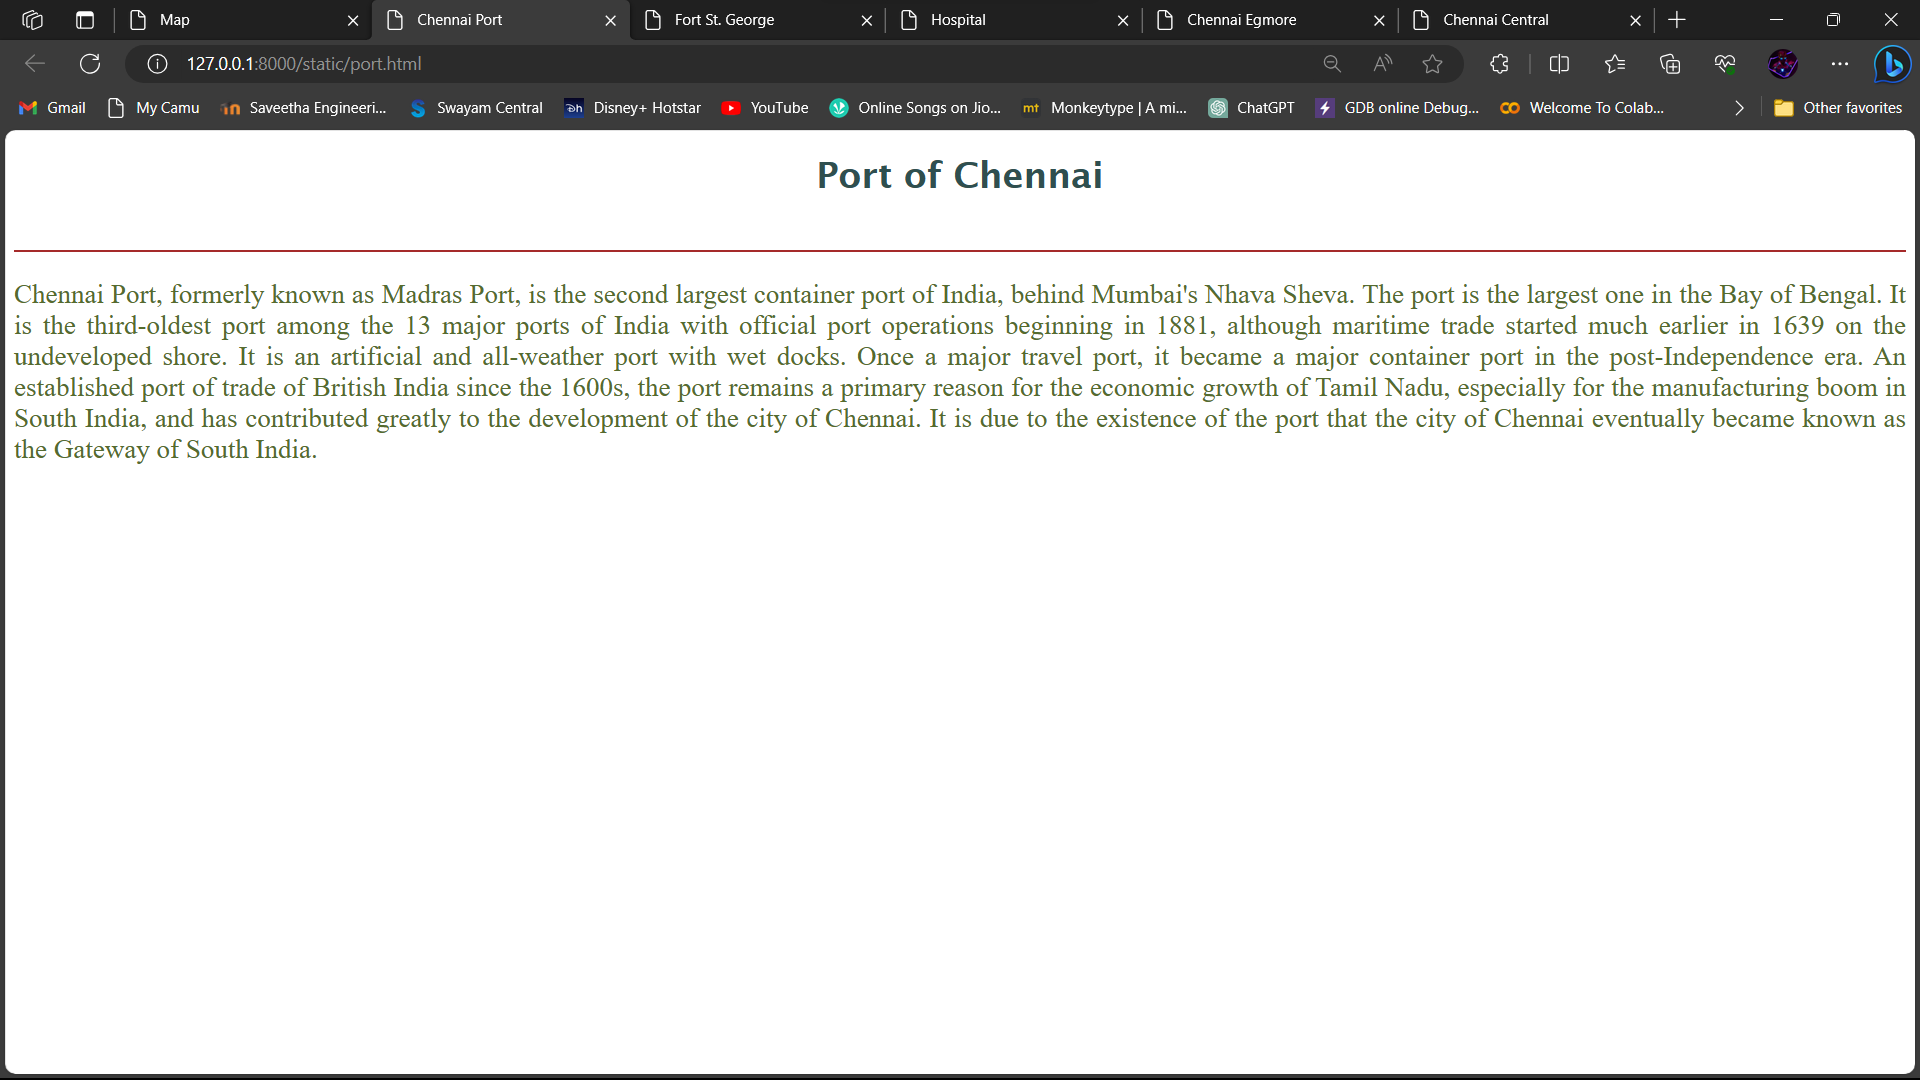 Map
Chennai Port
Fort St. George
Hospital
Chennai Egmore
Chennai Central
127.0.0.1:8000/static/port.html
Gmail
My Camu
Saveetha Engineeri...
Swayam Central
Disney+ Hotstar
YouTube
Online Songs on Jio...
mt Monkeytype | A mi...
ChatGPT
GDB online Debug...
Welcome To Colab...
Other favorites
Port of Chennai
Chennai Port, formerly known as Madras Port, is the second largest container port of India, behind Mumbai's Nhava Sheva. The port is the largest one in the Bay of Bengal. It
is the third-oldest port among the 13 major ports of India with official port operations beginning in 1881, although maritime trade started much earlier in 1639 on the
undeveloped shore. It is an artificial and all-weather port with wet docks. Once a major travel port, it became a major container port in the post-Independence era. An
established port of trade of British India since the 1600s, the port remains a primary reason for the economic growth of Tamil Nadu, especially for the manufacturing boom in
South India, and has contributed greatly to the development of the city of Chennai. It is due to the existence of the port that the city of Chennai eventually became known as
the Gateway of South India.